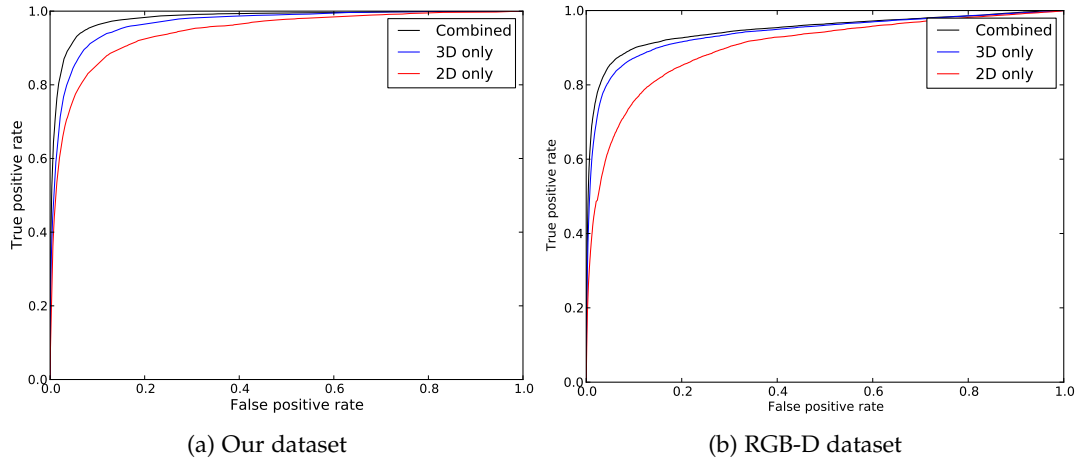 Combined
3D only
2D only
True positive rate
1.0
0.8
0.6
0.4
0.2
0.0
0.0 0.2 0.4 0.6 0.8 1.0
False positive rate
(a) Our dataset
Combined
3D only
2D only
True positive rate
1.0
0.8
0.6
0.4
0.2
0.0
0.0 0.2 0.4 0.6 0.8 1.0
False positive rate
(b) RGB-D dataset